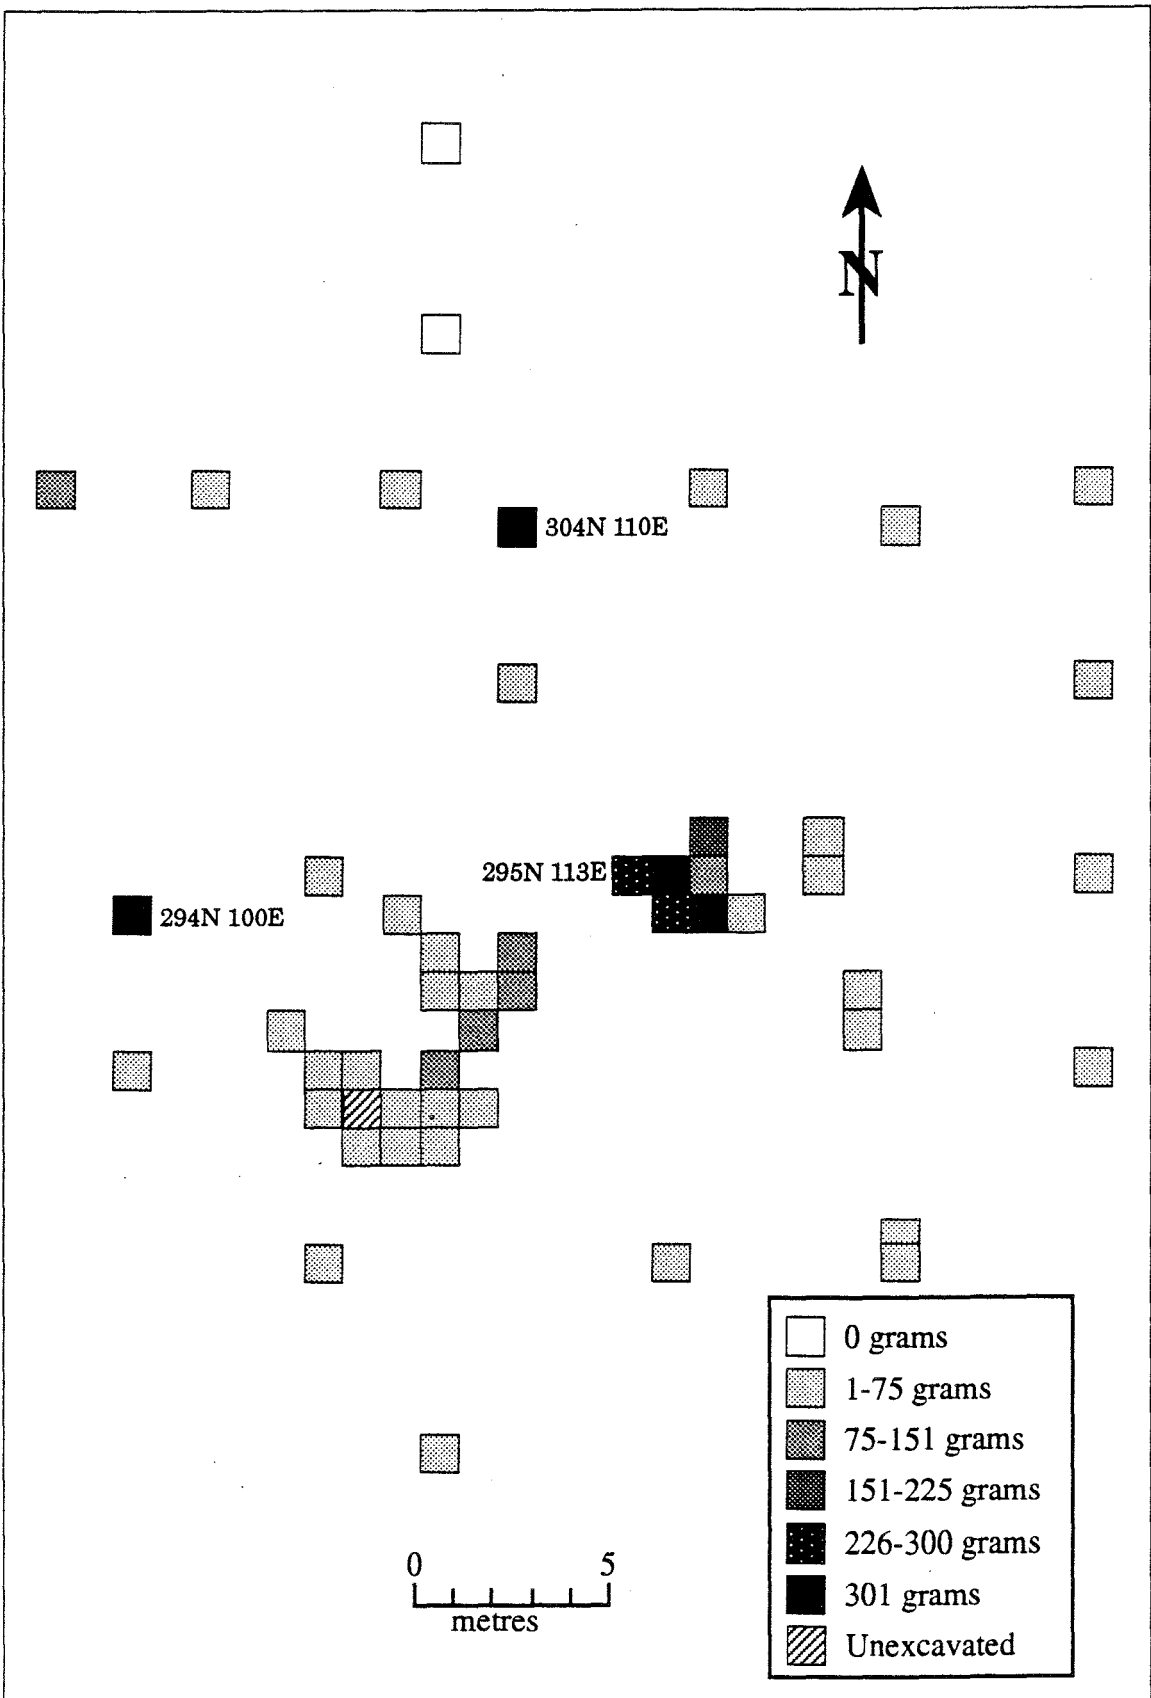 N
304N 110E
295N 113E
294N 100E
0 grams
1-75 grams
75-151 grams
151-225 grams
226-300 grams
301 grams
Unexcavated
0 5
metres